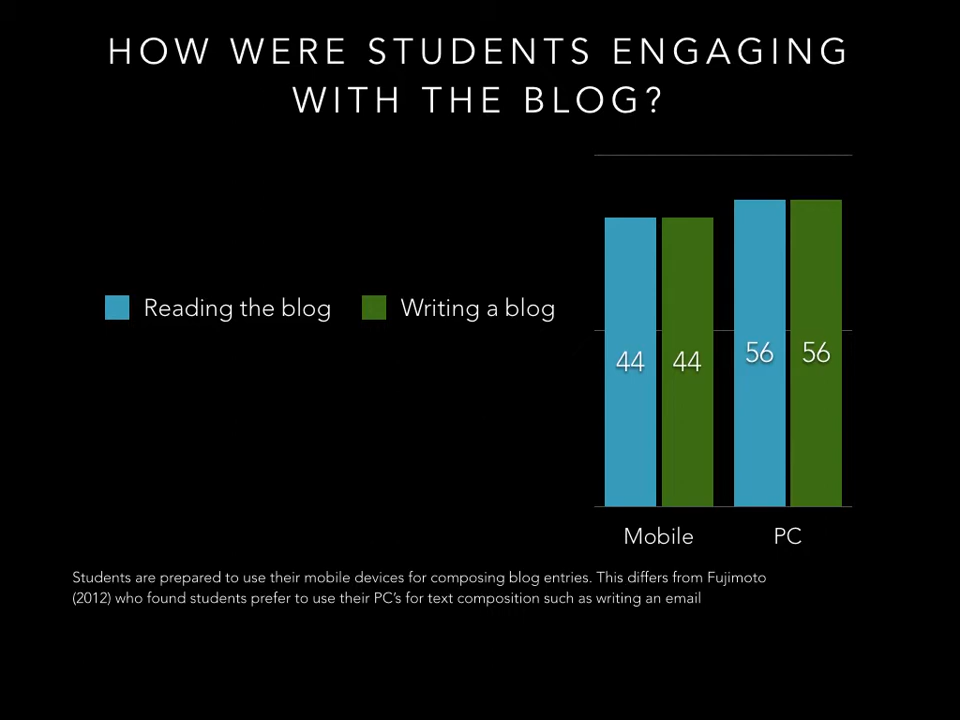 HOW WERE STUDENTS ENGAGING
WITH THE BLOG?
Reading the blog
Writing a blog
44
44
56
56
Mobile
PC
Students are prepared to use their mobile devices for composing blog entries. This differs from Fujimoto
(2012) who found students prefer to use their PC's for text composition such as writing an email